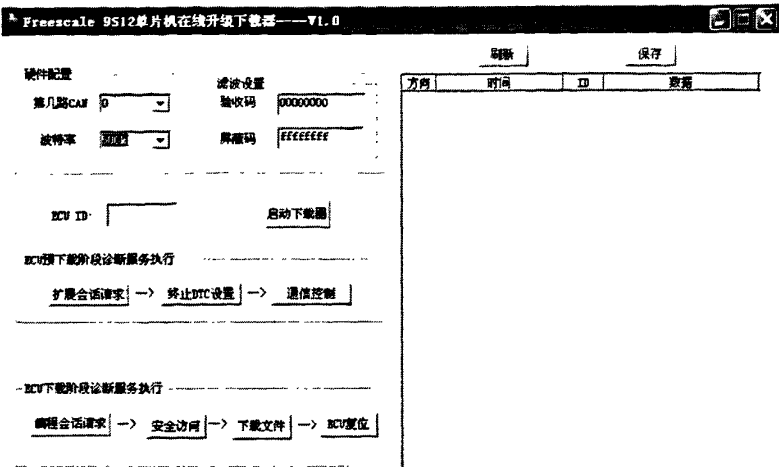 Freescale 9S12单片机在线升级下载器----V1.0
刷新 保存
硬件配置
滤波设置
第几路CAN 0
验收码 00000000
波特率
屏蔽码 ffffffff
方向 时间 ID 数据
ECU ID:
启动下载器
ECU预下载阶段诊断服务执行
扩展会话请求 —> 终止DTC设置 —> 通信控制
ECU下载阶段诊断服务执行
编程会话请求 —> 安全访问 —> 下载文件 —> ECU复位